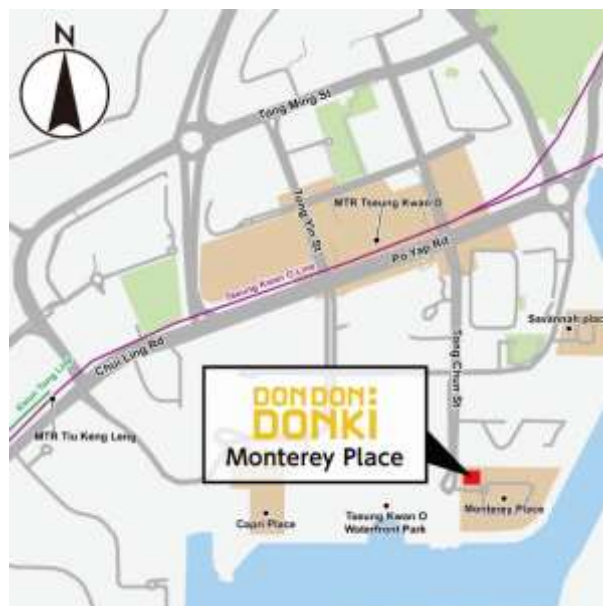 N
Tong Ming St
Tong Yin St
MTR Tseung Kwan O
Po Yap Rd
Tseung Kwan O Line
Savannah place
Chui Ling Rd
Tong Chun St
Kwun Tong Line
DON DON:
DONKI
Monterey Place
MTR Tiu Keng Leng
Capri Place
Tseung Kwan O
Waterfront Park
Monterey Place